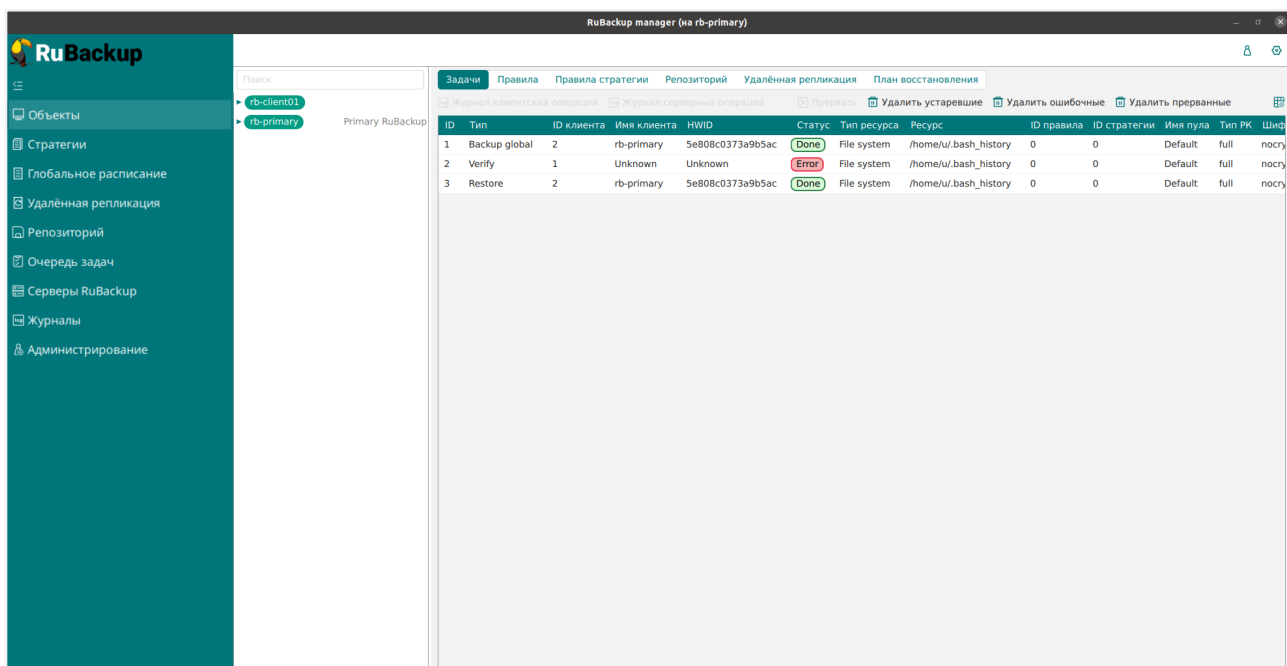 RuBackup manager (на rb-primary)
RuBackup
Объекты
Стратегии
Глобальное расписание
Удалённая репликация
Репозиторий
Очередь задач
Серверы RuBackup
Журналы
Администрирование
Поиск
rb-client01
rb-primary Primary RuBackup
Задачи Правила Правила стратегии Репозиторий Удалённая репликация План восстановления
Журнал клиентских операций Журнал серверных операций Прервать Удалить устаревшие Удалить ошибочные Удалить прерванные
ID Тип ID клиента Имя клиента HWID Статус Тип ресурса Ресурс ID правила ID стратегии Имя пула Тип РК Шиф
1 Backup global 2 rb-primary 5e808c0373a9b5ac Done File system /home/u/.bash_history 0 0 Default full nocry
2 Verify 1 Unknown Unknown Error File system /home/u/.bash_history 0 0 Default full nocry
3 Restore 2 rb-primary 5e808c0373a9b5ac Done File system /home/u/.bash_history 0 0 Default full nocry